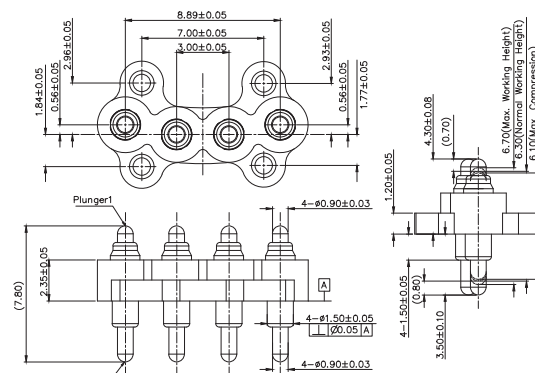 8.89±0.05
7.00±0.05
3.00±0.05
2.96±0.05
0.56±0.05
1.84±0.05
2.93±0.05
0.56±0.05
1.77±0.05
Plunger1
4-ø0.90±0.03
(7.80)
2.35±0.05
A
4-ø1.50±0.05
⊥ Ø0.05 A
4-ø0.90±0.03
6.70(Max. Working Height)
6.30(Normal Working Height)
6.10(Max. Compression)
4.30±0.08
(0.70)
1.20±0.05
4-1.50±0.05
(0.80)
3.50±0.10